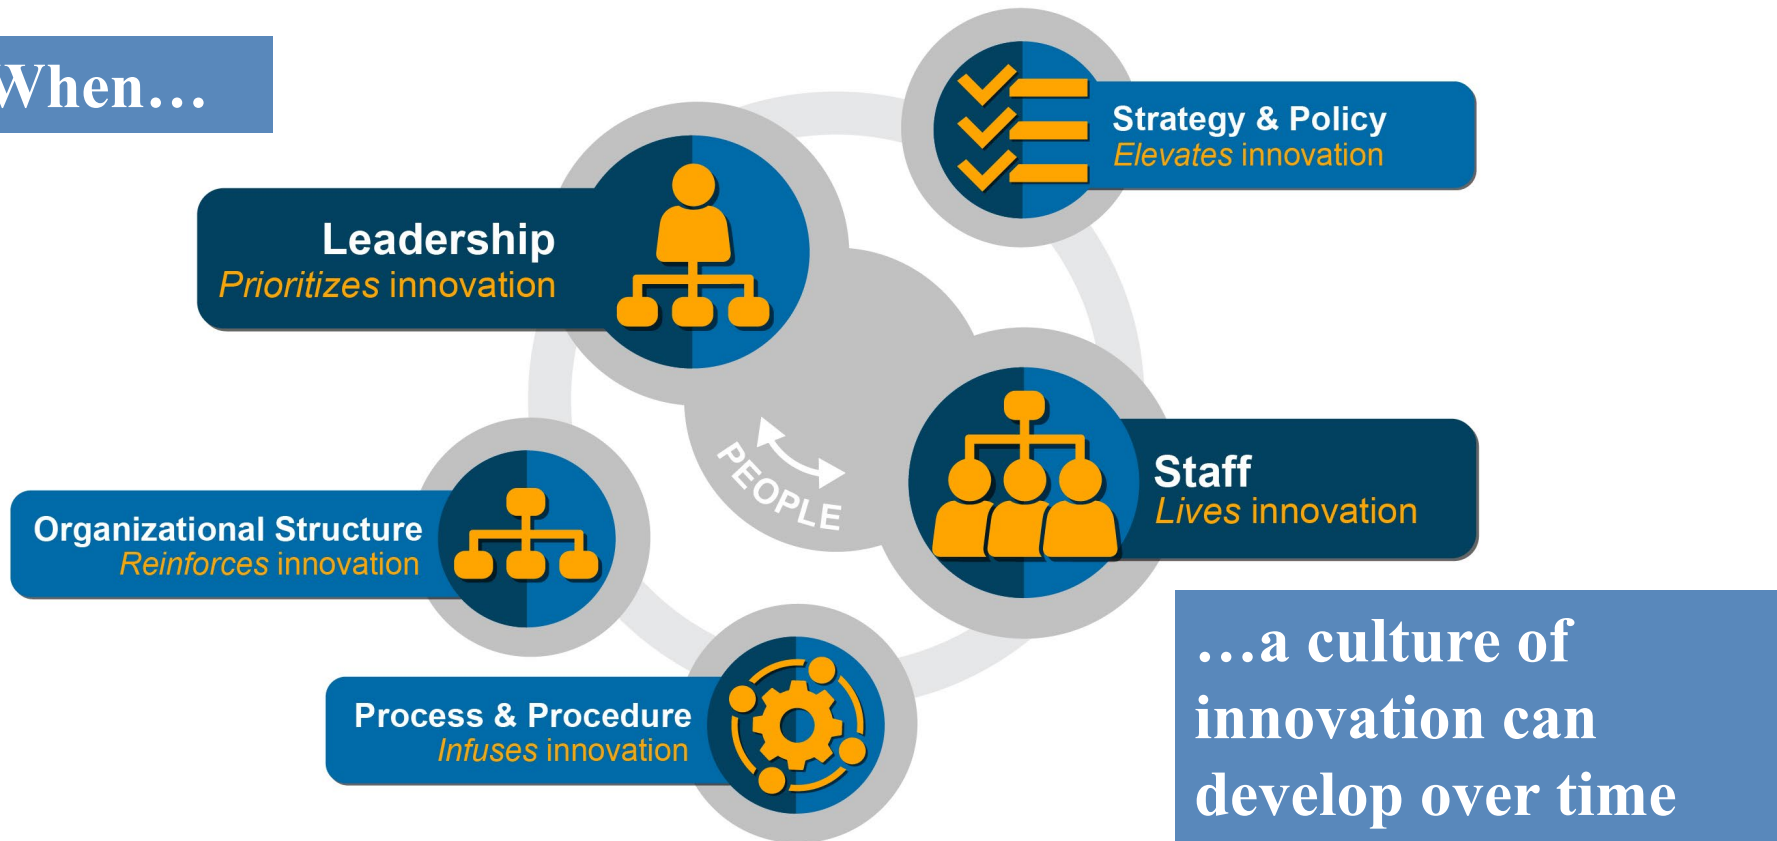 When…
Strategy & Policy
Elevates innovation
Leadership
Prioritizes innovation
PEOPLE
Staff
Lives innovation
Organizational Structure
Reinforces innovation
Process & Procedure
Infuses innovation
…a culture of
innovation can
develop over time